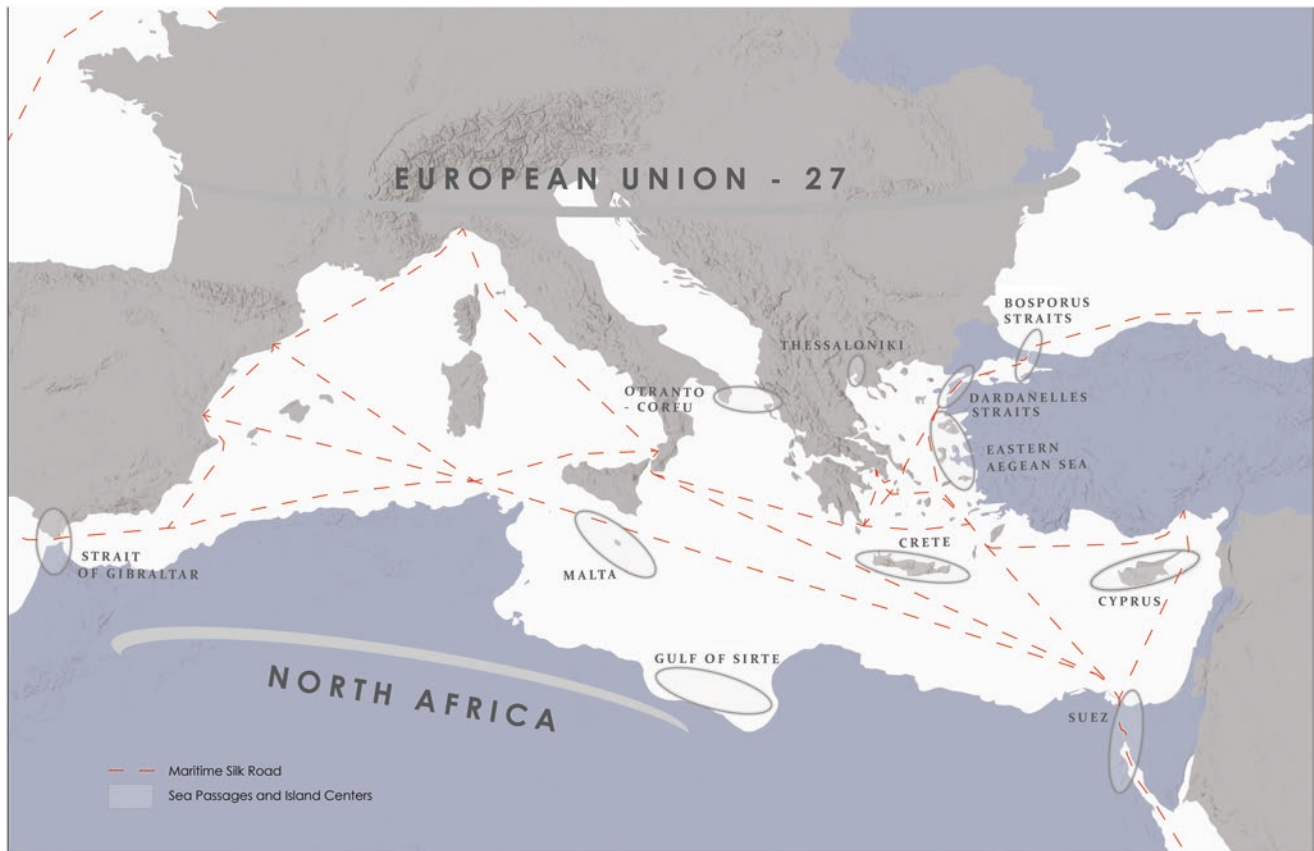 EUROPEAN UNION - 27
BOSPORUS
STRAITS
THESSALONIKI
OTRANTO
- CORFU
DARDANELLES
STRAITS
EASTERN
AEGEAN SEA
STRAIT
OF GIBRALTAR
MALTA
CRETE
CYPRUS
GULF OF SIRTE
NORTH AFRICA
SUEZ
Maritime Silk Road
Sea Passages and Island Centers